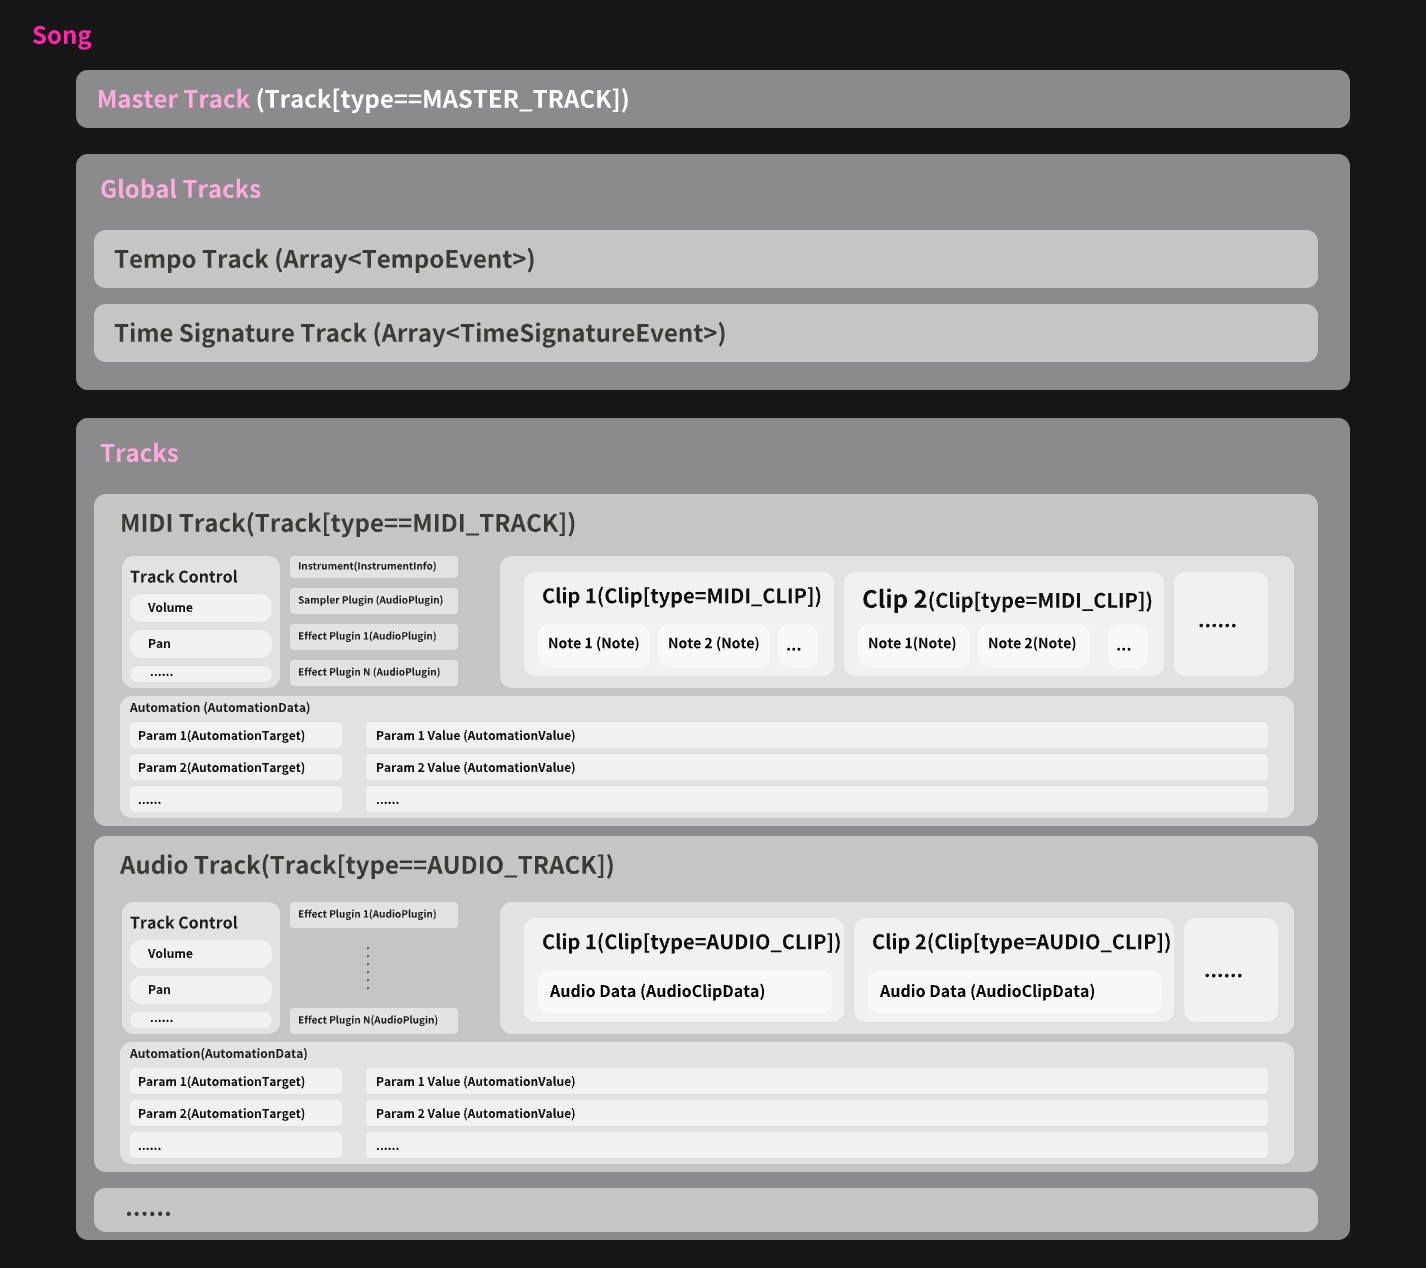 Song
Master Track (Track[type==MASTER_TRACK])
Global Tracks
Tempo Track (Array<TempoEvent>)
Time Signature Track (Array<TimeSignatureEvent>)
Tracks
MIDI Track(Track[type==MIDI_TRACK])
Track Control
Volume
Pan
......
Instrument(InstrumentInfo)
Sampler Plugin (AudioPlugin)
Effect Plugin 1(AudioPlugin)
Effect Plugin N (AudioPlugin)
Clip 1(Clip[type=MIDI_CLIP])
Note 1 (Note)
Note 2 (Note)
...
Clip 2(Clip[type=MIDI_CLIP])
Note 1(Note)
Note 2(Note)
...
......
Automation (AutomationData)
Param 1(AutomationTarget)
Param 1 Value (AutomationValue)
Param 2(AutomationTarget)
Param 2 Value (AutomationValue)
......
......
Audio Track(Track[type==AUDIO_TRACK])
Track Control
Volume
Pan
......
Effect Plugin 1(AudioPlugin)
......
Effect Plugin N(AudioPlugin)
Clip 1(Clip[type=AUDIO_CLIP])
Audio Data (AudioClipData)
Clip 2(Clip[type=AUDIO_CLIP])
Audio Data (AudioClipData)
......
Automation(AutomationData)
Param 1(AutomationTarget)
Param 1 Value (AutomationValue)
Param 2(AutomationTarget)
Param 2 Value (AutomationValue)
......
......
......